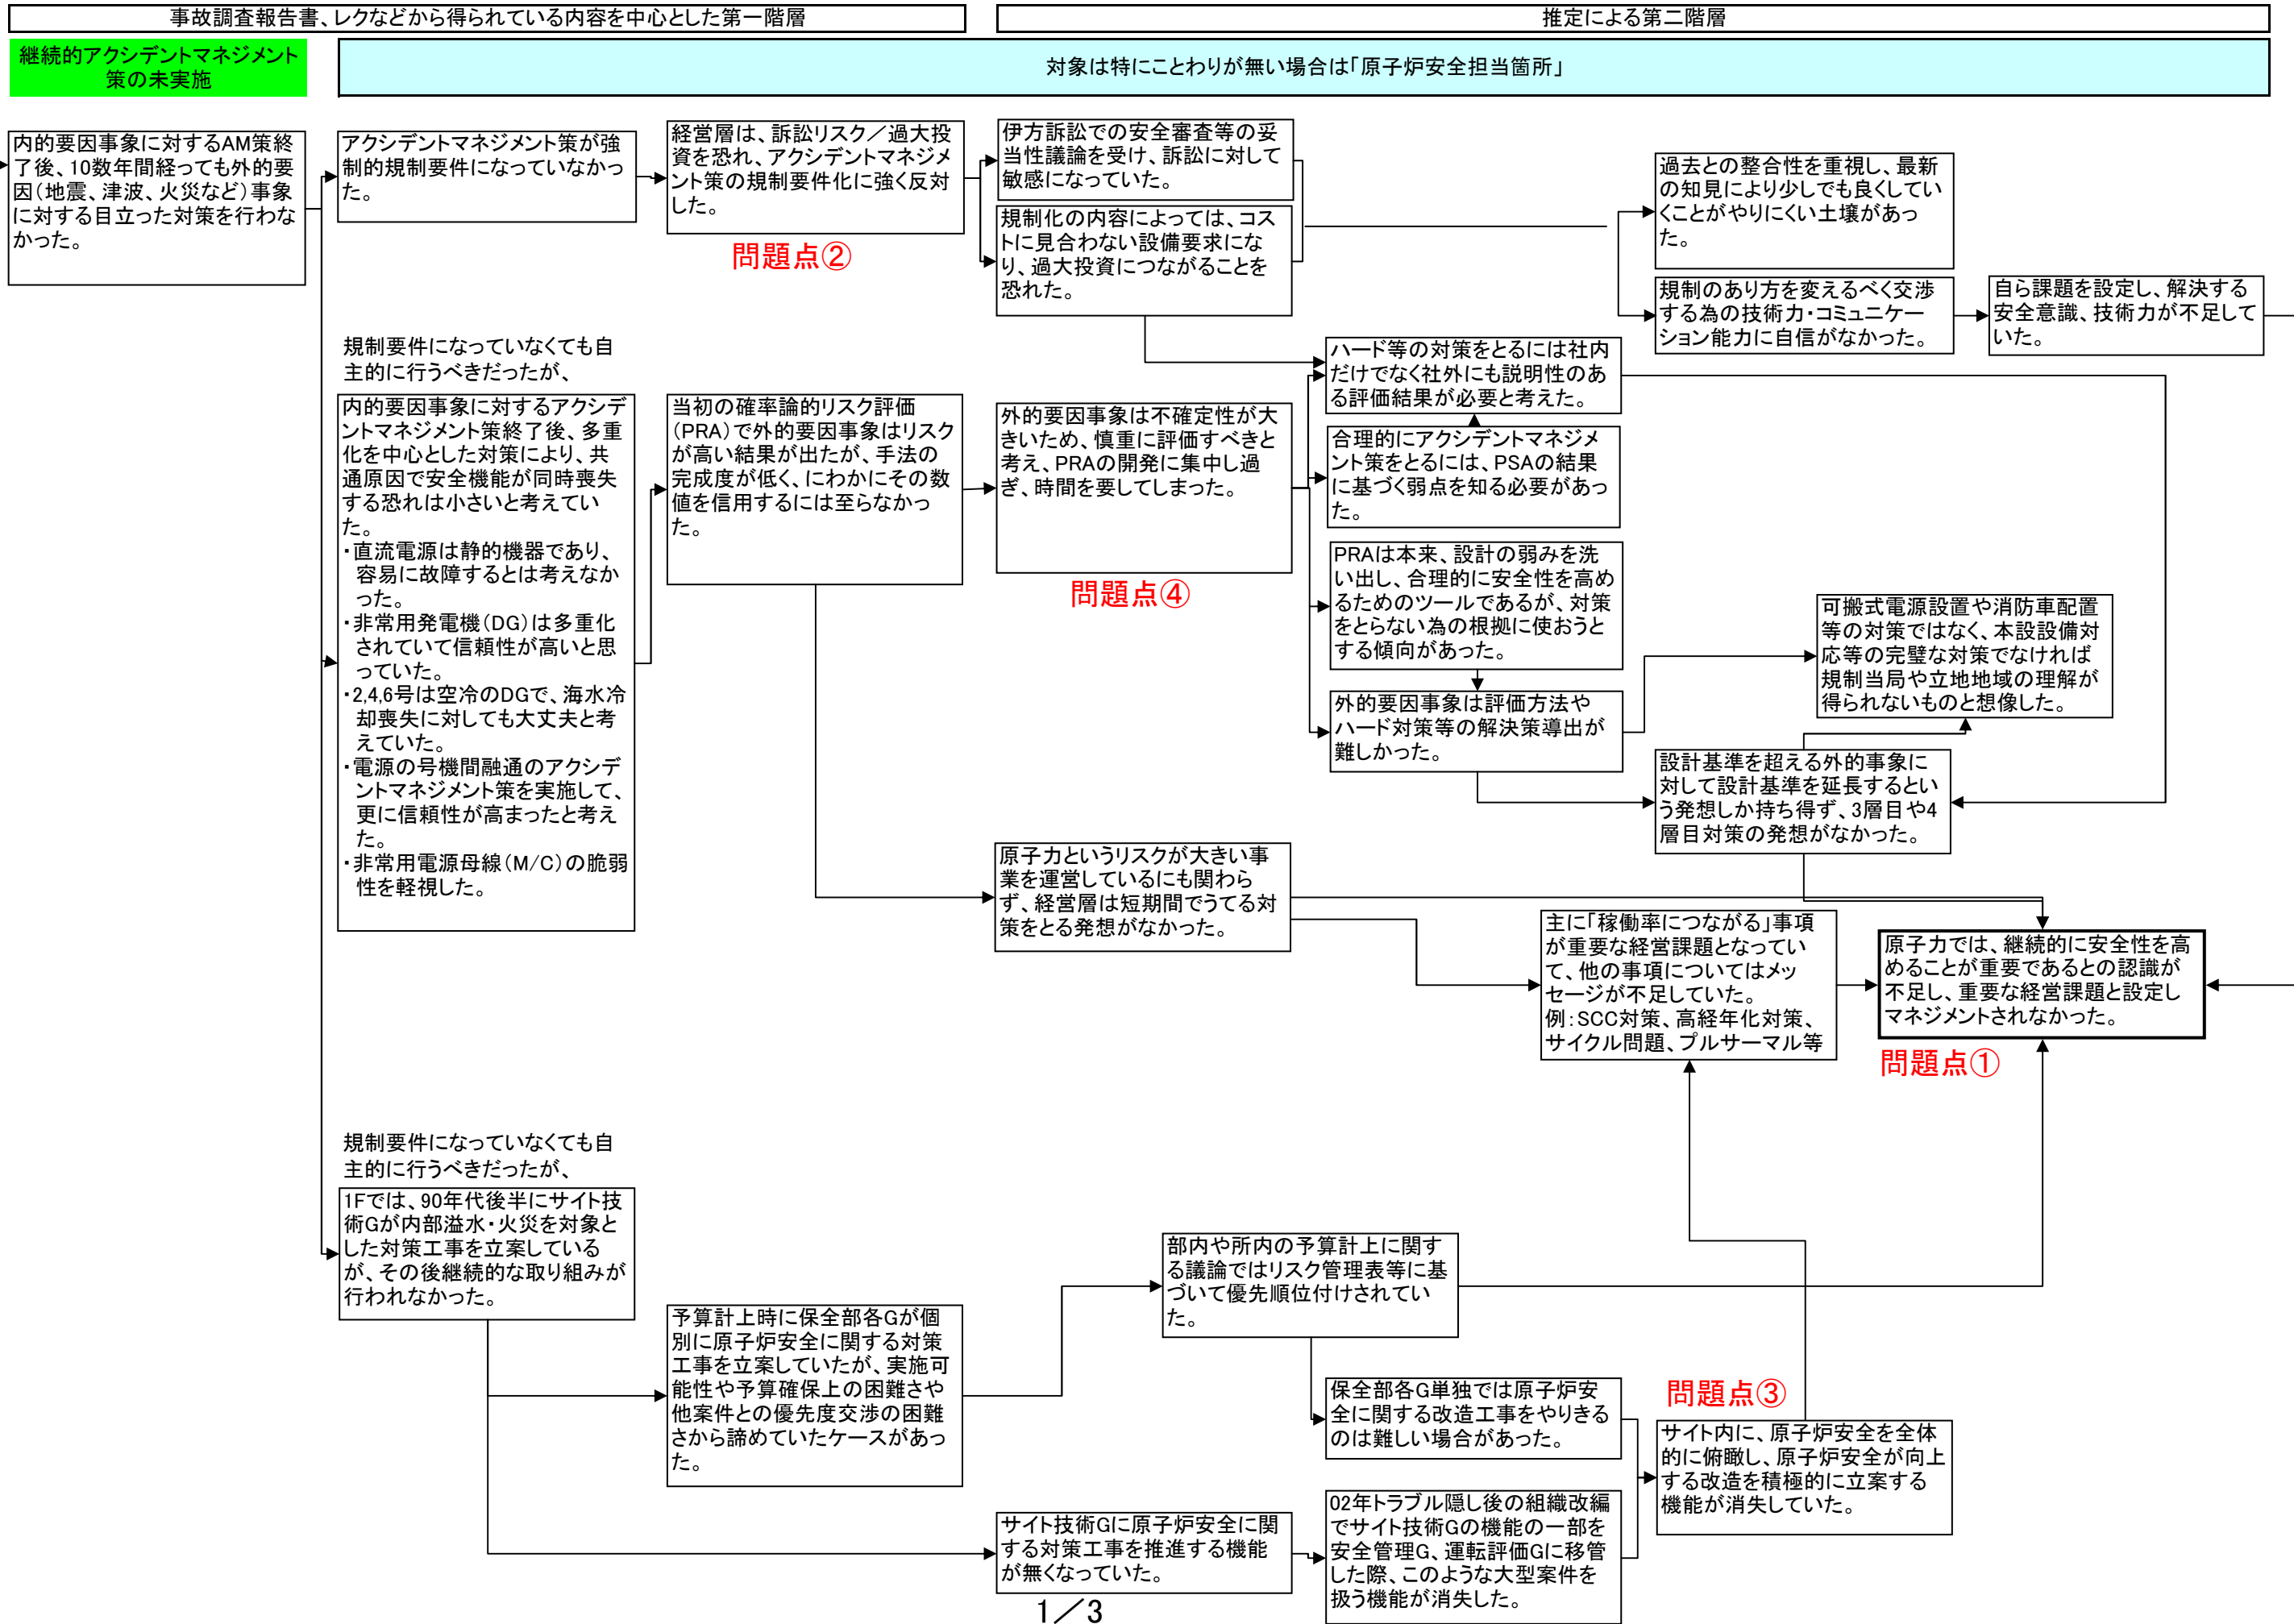 事故調査報告書、レクなどから得られている内容を中心とした第一階層
推定による第二階層
継続的アクシデントマネジメント
策の未実施
対象は特にことわりが無い場合は「原子炉安全担当箇所」
内的要因事象に対するAM策終
了後、10数年間経っても外的要
因(地震、津波、火災など)事象
に対する目立った対策を行わな
かった。
アクシデントマネジメント策が強
制的規制要件になっていなかっ
た。
経営層は、訴訟リスク/過大投
資を恐れ、アクシデントマネジメ
ント策の規制要件化に強く反対
した。
問題点②
伊方訴訟での安全審査等の妥
当性議論を受け、訴訟に対して
敏感になっていた。
規制化の内容によっては、コス
トに見合わない設備要求にな
り、過大投資につながることを
恐れた。
過去との整合性を重視し、最新
の知見により少しでも良くしてい
くことがやりにくい土壌があっ
た。
規制のあり方を変えるべく交渉
する為の技術力・コミュニケー
ション能力に自信がなかった。
自ら課題を設定し、解決する
安全意識、技術力が不足して
いた。
規制要件になっていなくても自
主的に行うべきだったが、
内的要因事象に対するアクシデ
ントマネジメント策終了後、多重
化を中心とした対策により、共
通原因で安全機能が同時喪失
する恐れは小さいと考えてい
た。
・直流電源は静的機器であり、
容易に故障するとは考えなか
った。
・非常用発電機(DG)は多重化
されていて信頼性が高いと思
っていた。
・2,4,6号は空冷のDGで、海水冷
却喪失に対しても大丈夫と考
えていた。
・電源の号機間融通のアクシデ
ントマネジメント策を実施して、
更に信頼性が高まったと考え
た。
・非常用電源母線(M/C)の脆弱
性を軽視した。
当初の確率論的リスク評価
(PRA)で外的要因事象はリスク
が高い結果が出たが、手法の
完成度が低く、にわかにその数
値を信用するには至らなかっ
た。
外的要因事象は不確定性が大
きいため、慎重に評価すべきと
考え、PRAの開発に集中し過
ぎ、時間を要してしまった。
問題点④
ハード等の対策をとるには社内
だけでなく社外にも説明性のあ
る評価結果が必要と考えた。
合理的にアクシデントマネジメ
ント策をとるには、PSAの結果
に基づく弱点を知る必要があっ
た。
PRAは本来、設計の弱みを洗
い出し、合理的に安全性を高め
るためのツールであるが、対策
をとらない為の根拠に使おうと
する傾向があった。
外的要因事象は評価方法や
ハード対策等の解決策導出が
難しかった。
可搬式電源設置や消防車配置
等の対策ではなく、本設設備対
応等の完璧な対策でなければ
規制当局や立地地域の理解が
得られないものと想像した。
設計基準を超える外的事象に
対して設計基準を延長するとい
う発想しか持ち得ず、3層目や4
層目対策の発想がなかった。
原子力というリスクが大きい事
業を運営しているにも関わら
ず、経営層は短期間でうてる対
策をとる発想がなかった。
主に「稼働率につながる」事項
が重要な経営課題となってい
て、他の事項についてはメッ
セージが不足していた。
例:SCC対策、高経年化対策、
サイクル問題、プルサーマル等
原子力では、継続的に安全性を高
めることが重要であるとの認識が
不足し、重要な経営課題と設定し
マネジメントされなかった。
問題点①
規制要件になっていなくても自
主的に行うべきだったが、
1Fでは、90年代後半にサイト技
術Gが内部溢水・火災を対象と
した対策工事を立案している
が、その後継続的な取り組みが
行われなかった。
予算計上時に保全部各Gが個
別に原子炉安全に関する対策
工事を立案していたが、実施可
能性や予算確保上の困難さや
他案件との優先度交渉の困難
さから諦めていたケースがあっ
た。
部内や所内の予算計上に関す
る議論ではリスク管理表等に基
づいて優先順位付けされてい
た。
保全部各G単独では原子炉安
全に関する改造工事をやりきる
のは難しい場合があった。
問題点③
サイト内に、原子炉安全を全体
的に俯瞰し、原子炉安全が向上
する改造を積極的に立案する
機能が消失していた。
サイト技術Gに原子炉安全に関
する対策工事を推進する機能
が無くなっていた。
02年トラブル隠し後の組織改編
でサイト技術Gの機能の一部を
安全管理G、運転評価Gに移管
した際、このような大型案件を
扱う機能が消失した。
1/3